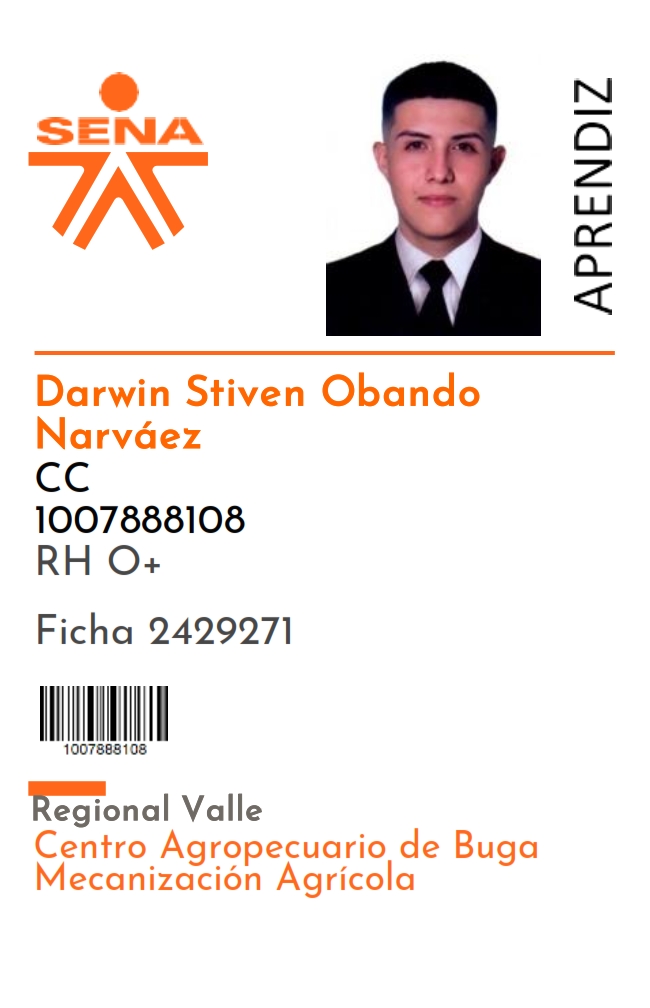 SENA
APRENDIZ
Darwin Stiven Obando
Narváez
CC
1007888108
RH O+
Ficha 2429271
1007888108
Regional Valle
Centro Agropecuario de Buga
Mecanización Agrícola